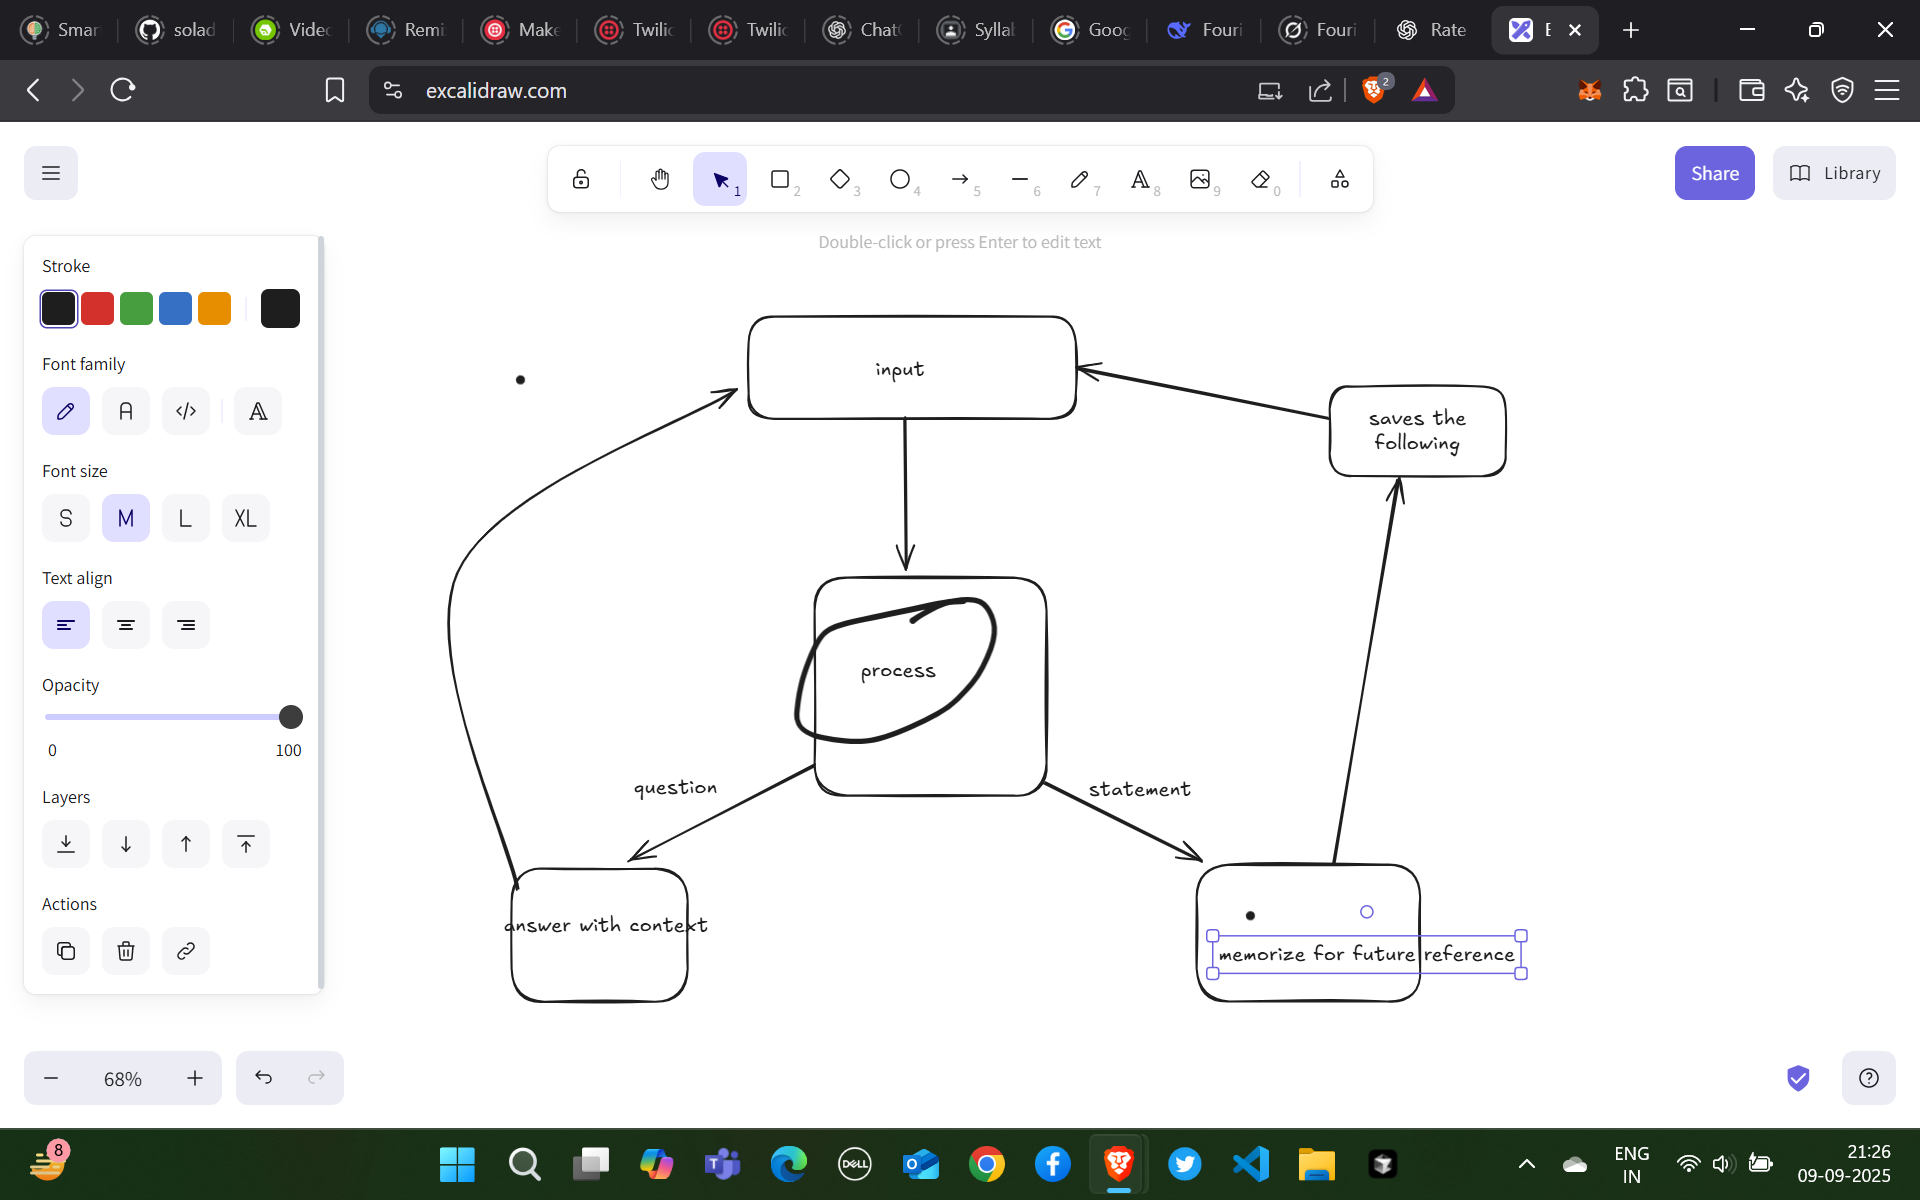 Smar
solad
Videc
Remi
Make
Twilic
Twilic
Chat
Syllab
Goog
Fouri
Fouri
Rate
E
excalidraw.com
2
1
2
3
4
5
6
7
8
9
0
Share
Library
Double-click or press Enter to edit text
Stroke
Font family
Font size
S
M
L
XL
Text align
Opacity
0
100
Layers
Actions
input
saves the
following
process
question
statement
answer with context
memorize for future reference
68%
8
DELL
ENG
IN
21:26
09-09-2025